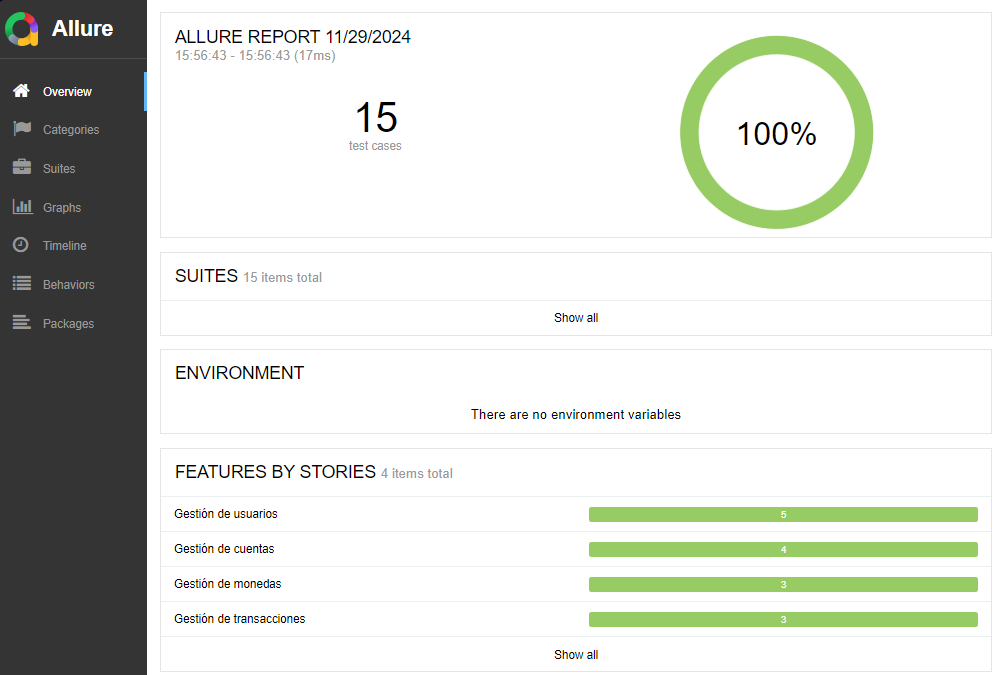 Allure
Overview
Categories
Suites
Graphs
Timeline
Behaviors
Packages
ALLURE REPORT 11/29/2024
15:56:43 - 15:56:43 (17ms)
15
test cases
100%
SUITES 15 items total
Show all
ENVIRONMENT
There are no environment variables
FEATURES BY STORIES 4 items total
Gestión de usuarios 5
Gestión de cuentas 4
Gestión de monedas 3
Gestión de transacciones 3
Show all